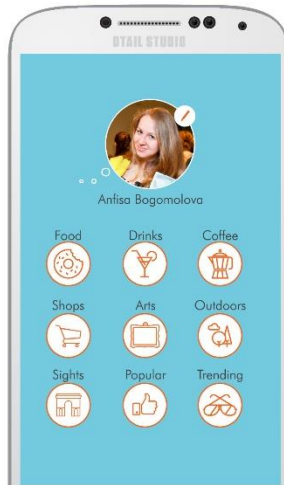 DTAIL STUDIO
Anfisa Bogomolova
Food Drinks Coffee
Shops Arts Outdoors
Sights Popular Trending